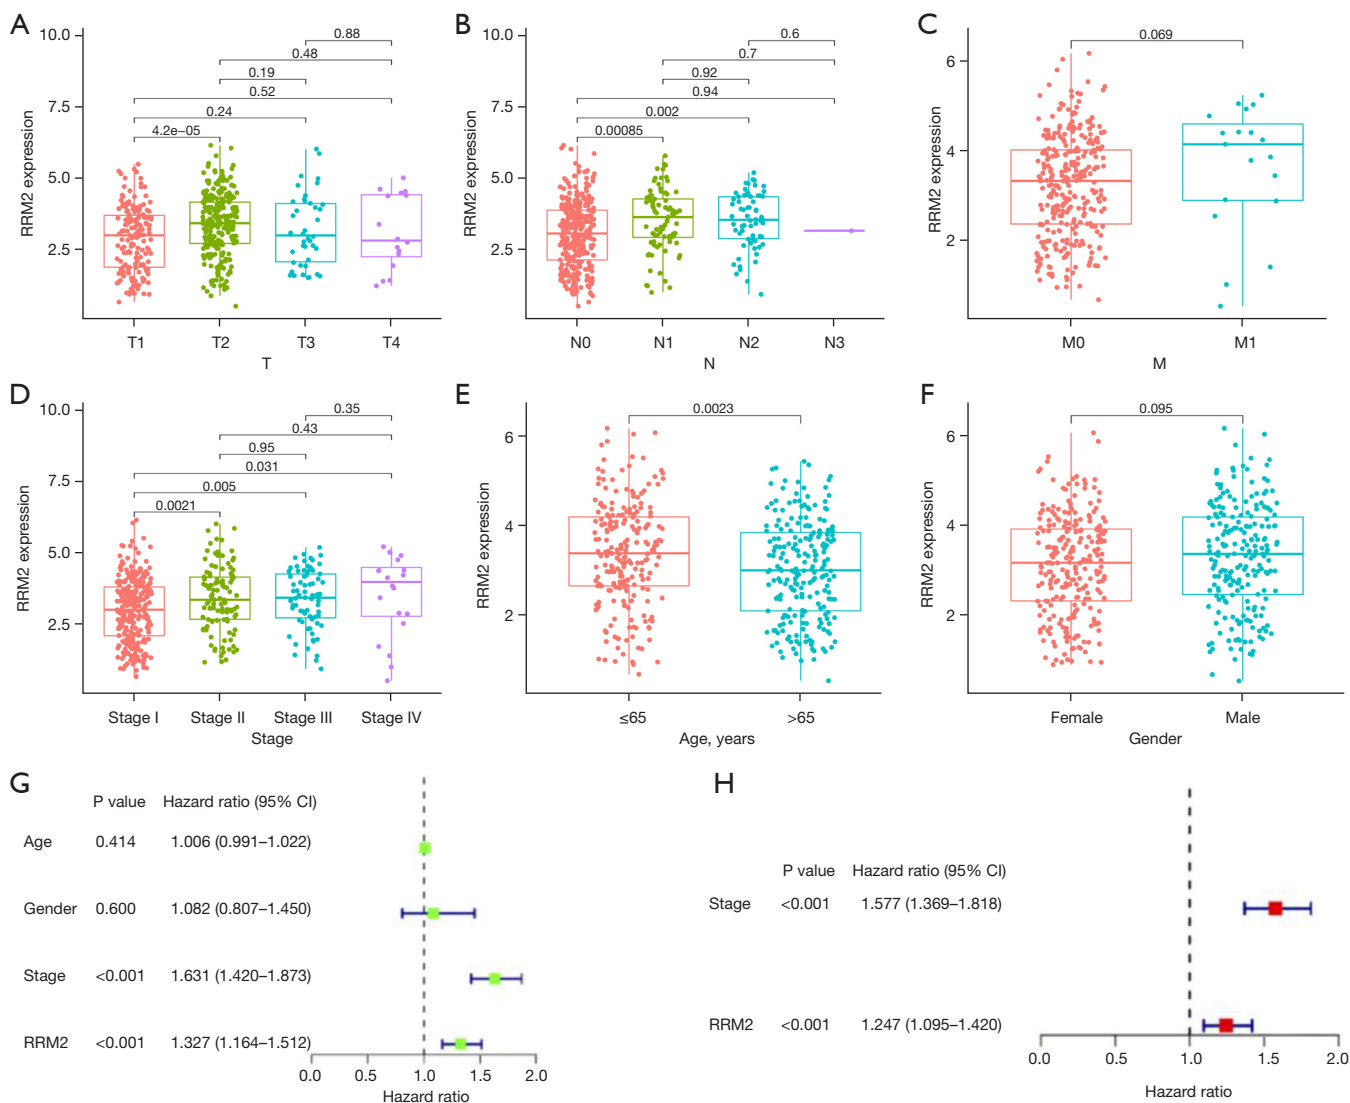 A
RRM2 expression
10.0
7.5
5.0
2.5
0.88
0.48
0.19
0.52
0.24
4.2e−05
T1 T2 T3 T4
T
B
RRM2 expression
10.0
7.5
5.0
2.5
0.6
0.7
0.92
0.94
0.002
0.00085
N0 N1 N2 N3
N
C
RRM2 expression
6
4
2
0.069
M0 M1
M
D
RRM2 expression
10.0
7.5
5.0
2.5
0.35
0.43
0.95
0.031
0.005
0.0021
Stage I Stage II Stage III Stage IV
Stage
E
RRM2 expression
6
4
2
0.0023
≤65 >65
Age, years
F
RRM2 expression
6
4
2
0.095
Female Male
Gender
G
P value Hazard ratio (95% CI)
Age 0.414 1.006 (0.991–1.022)
Gender 0.600 1.082 (0.807–1.450)
Stage <0.001 1.631 (1.420–1.873)
RRM2 <0.001 1.327 (1.164–1.512)
0.0 0.5 1.0 1.5 2.0
Hazard ratio
H
P value Hazard ratio (95% CI)
Stage <0.001 1.577 (1.369–1.818)
RRM2 <0.001 1.247 (1.095–1.420)
0.0 0.5 1.0 1.5 2.0
Hazard ratio